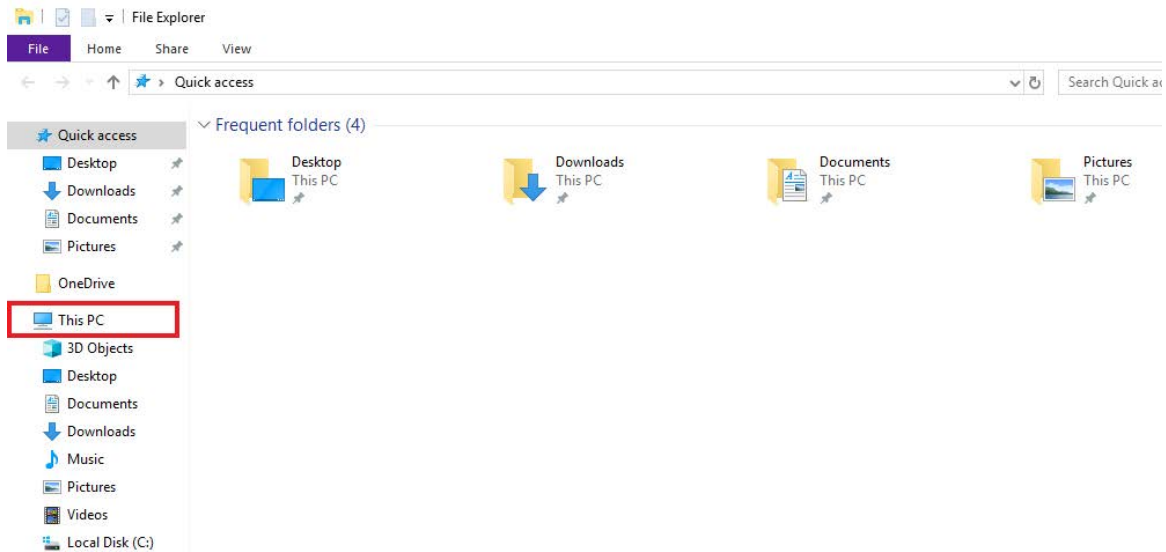 File Explorer
File Home Share View
Quick access
Search Quick ac
Quick access
Desktop
Downloads
Documents
Pictures
OneDrive
This PC
3D Objects
Desktop
Documents
Downloads
Music
Pictures
Videos
Local Disk (C:)
Frequent folders (4)
Desktop
This PC
Downloads
This PC
Documents
This PC
Pictures
This PC